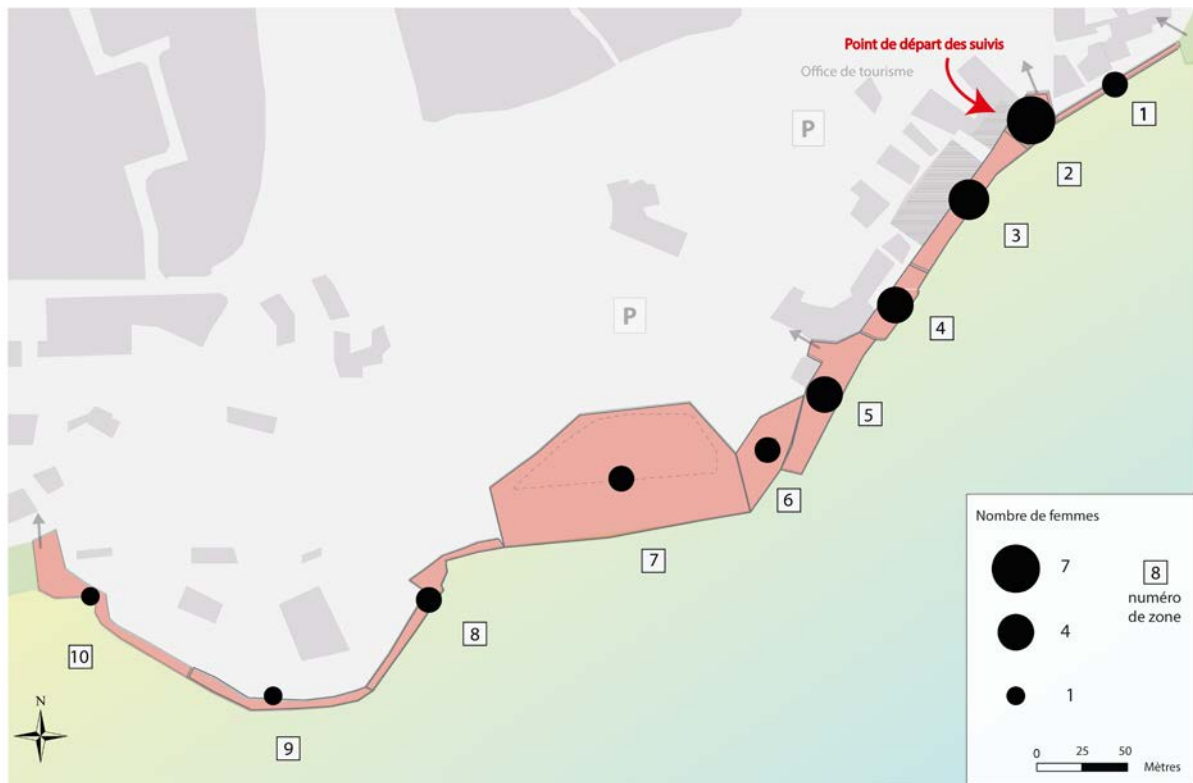 Point de départ des suivis
Office de tourisme
P
1
2
3
P
4
5
6
7
8
10
9
N
Nombre de femmes
7
8
numéro
de zone
4
1
0 25 50
Mètres